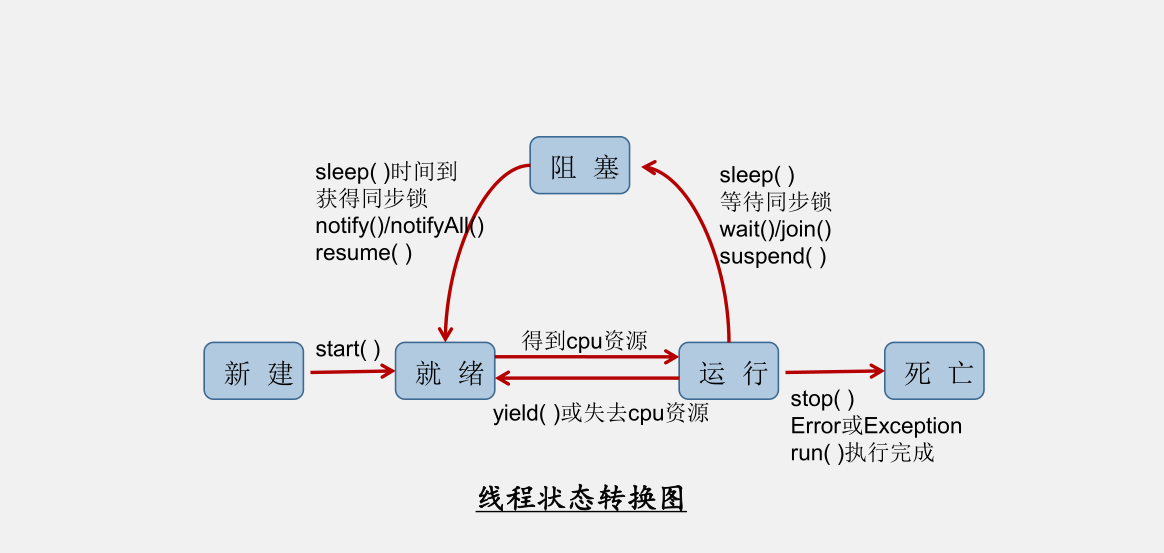 阻 塞
sleep( )时间到
获得同步锁
notify()/notifyAll()
resume( )
sleep( )
等待同步锁
wait()/join()
suspend( )
新 建
start( )
就 绪
得到cpu资源
yield( )或失去cpu资源
运 行
死 亡
stop( )
Error或Exception
run( )执行完成
线程状态转换图